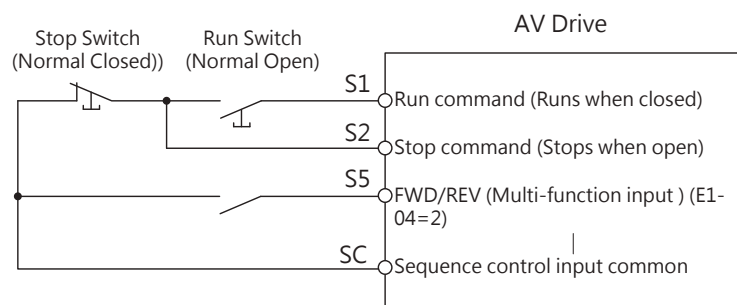 AV Drive
Stop Switch
(Normal Closed))
Run Switch
(Normal Open)
S1
Run command (Runs when closed)
S2
Stop command (Stops when open)
S5
FWD/REV (Multi-function input ) (E1-
04=2)
SC
Sequence control input common